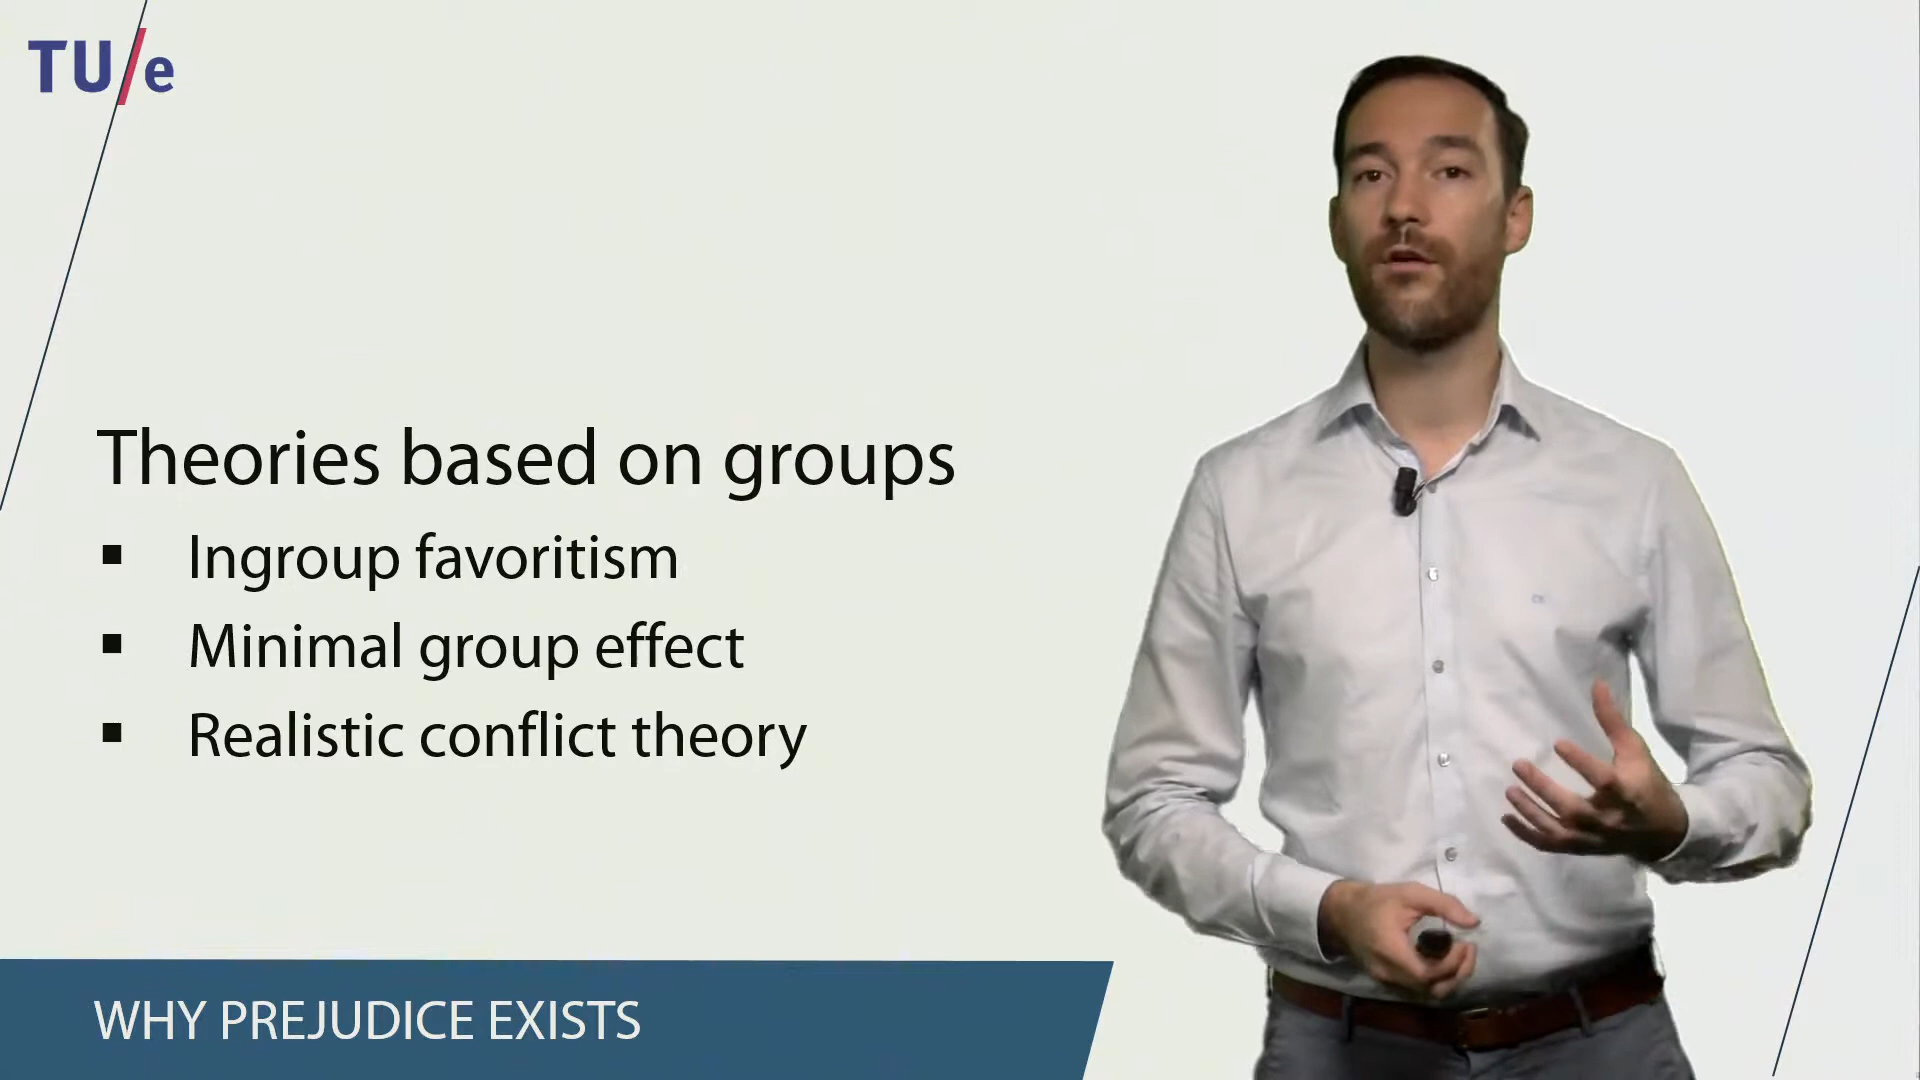 TU/e
Theories based on groups
▪ Ingroup favoritism
▪ Minimal group effect
▪ Realistic conflict theory
WHY PREJUDICE EXISTS